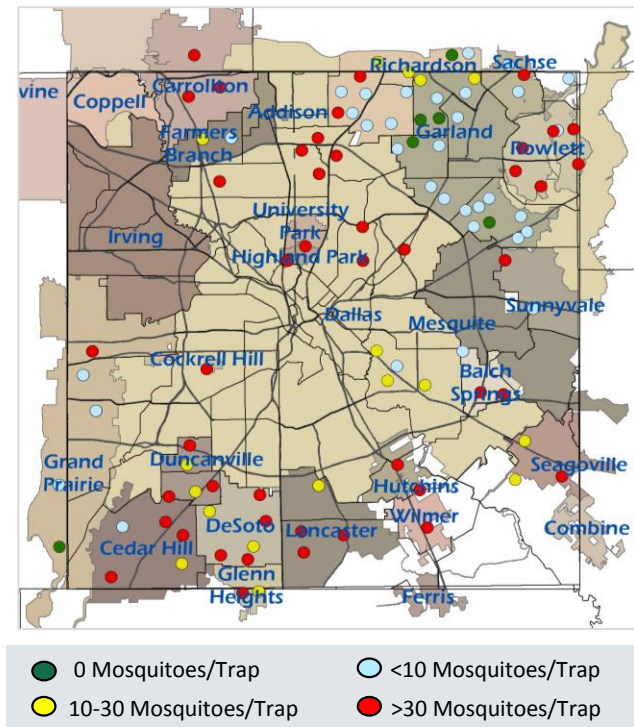 Richardson
Sachse
vine
Coppell
Carrollton
Addison
Farmers
Branch
Garland
Rowlett
University
Park
Irving
Highland Park
Sunnyvale
Dallas
Mesquite
Cockrell Hill
Balch
Springs
Duncanville
Grand
Prairie
Seagoville
Hutchins
DeSoto
Lancaster
Wilmer
Combine
Cedar Hill
Glenn
Heights
Ferris
0 Mosquitoes/Trap
<10 Mosquitoes/Trap
10-30 Mosquitoes/Trap
>30 Mosquitoes/Trap